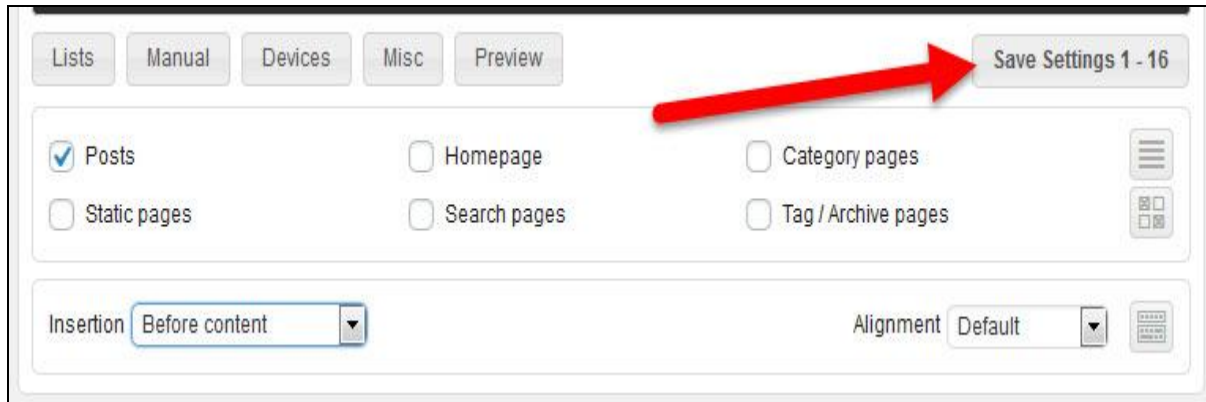 Lists Manual Devices Misc Preview Save Settings 1 - 16
Posts Homepage Category pages
Static pages Search pages Tag / Archive pages
Insertion Before content Alignment Default